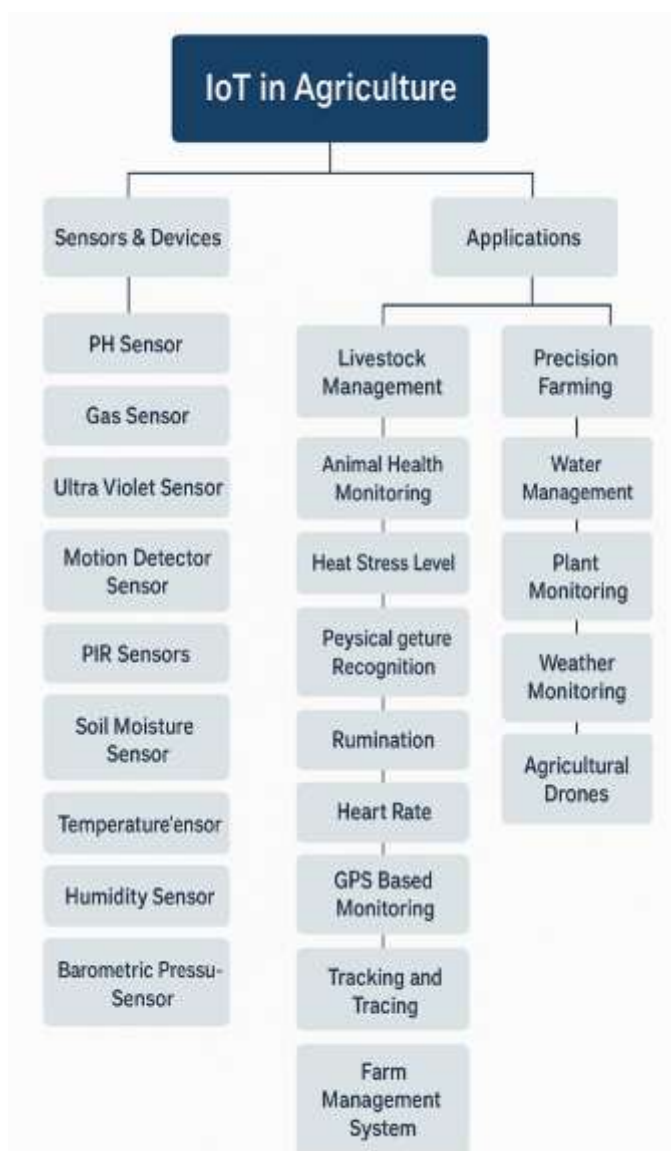 IoT in Agriculture
Sensors & Devices
PH Sensor
Gas Sensor
Ultra Violet Sensor
Motion Detector
Sensor
PIR Sensors
Soil Moisture
Sensor
Temperature'ensor
Humidity Sensor
Barometric Pressu-
Sensor
Applications
Livestock
Management
Animal Health
Monitoring
Heat Stress Level
Peysical geture
Recognition
Rumination
Heart Rate
GPS Based
Monitoring
Tracking and
Tracing
Farm
Management
System
Precision
Farming
Water
Management
Plant
Monitoring
Weather
Monitoring
Agricultural
Drones